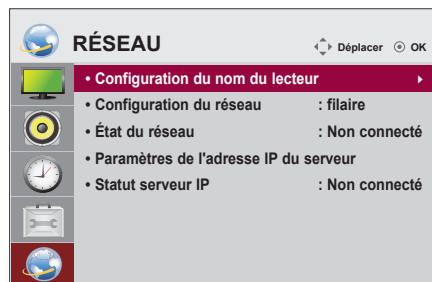 RÉSEAU
Déplacer OK
• Configuration du nom du lecteur
• Configuration du réseau : filaire
• État du réseau : Non connecté
• Paramètres de l'adresse IP du serveur
• Statut serveur IP : Non connecté